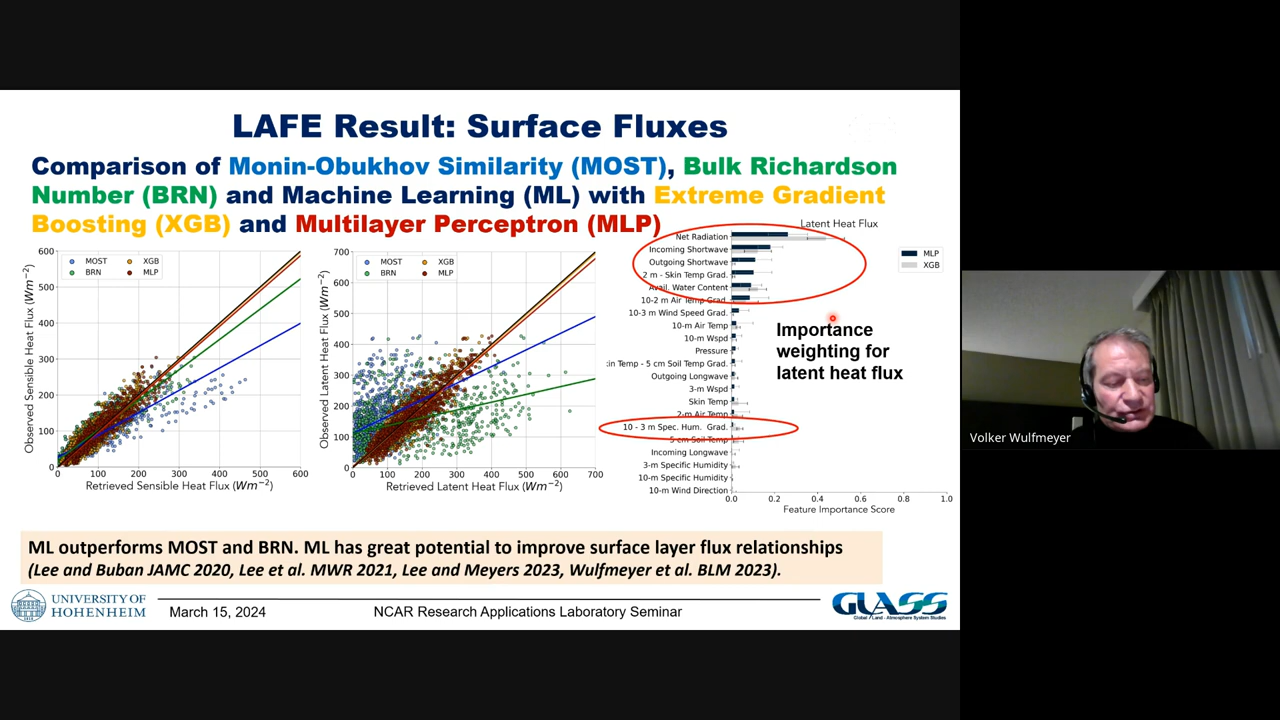 LAFE Result: Surface Fluxes
Comparison of Monin-Obukhov Similarity (MOST), Bulk Richardson
Number (BRN) and Machine Learning (ML) with Extreme Gradient
Boosting (XGB) and Multilayer Perceptron (MLP)
600
500
400
300
200
100
0
MOST
XGB
BRN
MLP
Observed Sensible Heat Flux (Wm⁻²)
0
100
200
300
400
500
600
Retrieved Sensible Heat Flux (Wm⁻²)
700
600
500
400
300
200
100
0
MOST
XGB
BRN
MLP
Observed Latent Heat Flux (Wm⁻²)
0
100
200
300
400
500
600
700
Retrieved Latent Heat Flux (Wm⁻²)
Latent Heat Flux
MLP
XGB
Net Radiation
Incoming Shortwave
Outgoing Shortwave
2 m - Skin Temp Grad.
Avail. Water Content
10-2 m Air Temp Grad.
10-3 m Wind Speed Grad.
10-m Air Temp
10-m Wspd
Pressure
in Temp - 5 cm Soil Temp Grad.
Outgoing Longwave
3-m Wspd
Skin Temp
2-m Air Temp
10 - 3 m Spec. Hum. Grad.
5 cm Soil Temp
Incoming Longwave
3-m Specific Humidity
10-m Specific Humidity
10-m Wind Direction
0.0
0.2
0.4
0.6
0.8
1.0
Feature Importance Score
Importance
weighting for
latent heat flux
ML outperforms MOST and BRN. ML has great potential to improve surface layer flux relationships
(Lee and Buban JAMC 2020, Lee et al. MWR 2021, Lee and Meyers 2023, Wulfmeyer et al. BLM 2023).
UNIVERSITY OF
HOHENHEIM
March 15, 2024
NCAR Research Applications Laboratory Seminar
GLASS
Global Land - Atmosphere System Studies
Volker Wulfmeyer